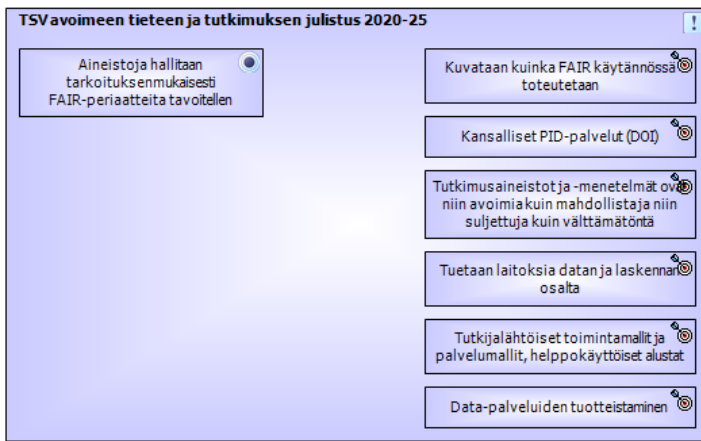 TSV avoimeen tieteen ja tutkimuksen julistus 2020-25
Aineistoja hallitaan
tarkoituksenmukaisesti
FAIR-periaatteita tavoitellen
Kuvataan kuinka FAIR käytännössä
toteutetaan
Kansalliset PID-palvelut (DOI)
Tutkimusaineistot ja -menetelmät ovat
niin avoimia kuin mahdollista ja niin
suljettuja kuin välttämätöntä
Tuetaan laitoksia datan ja laskennan
osalta
Tutkijalähtöiset toimintamallit ja
palvelumallit, helppokäyttöiset alustat
Data-palveluiden tuotteistaminen